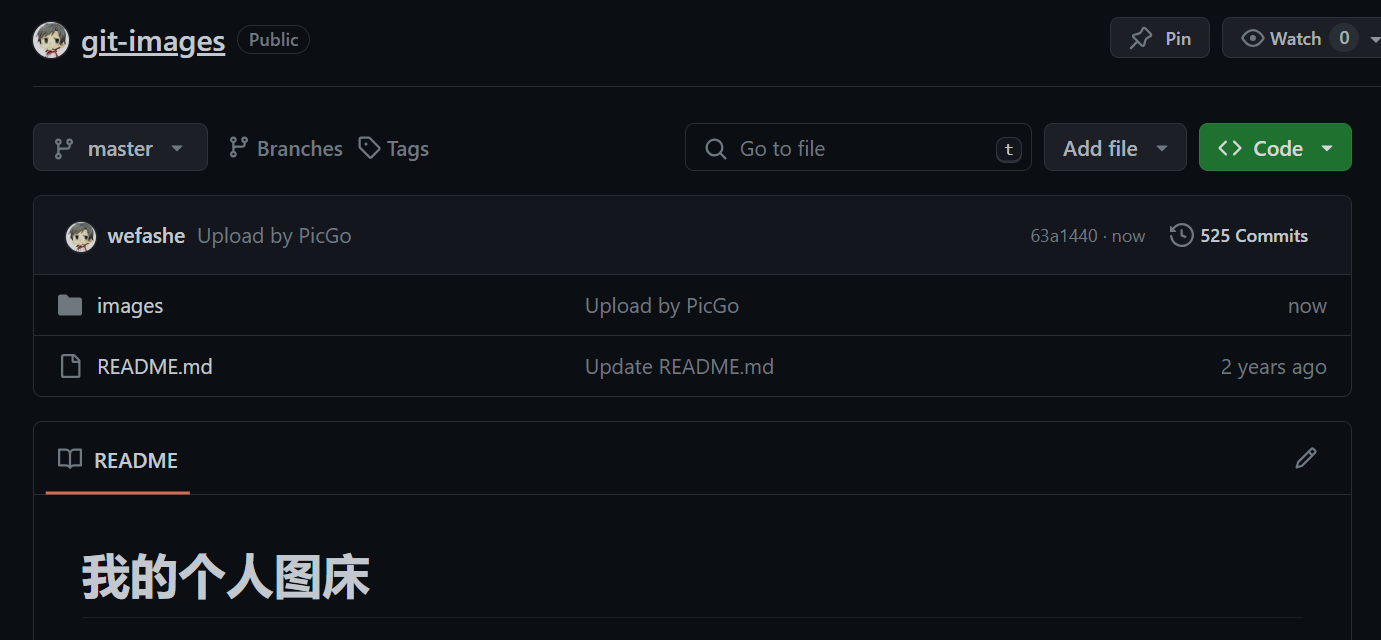 git-images Public Pin Watch 0
master Branches Tags Go to file t Add file Code
wefashe Upload by PicGo 63a1440 · now 525 Commits
images Upload by PicGo now
README.md Update README.md 2 years ago
README
我的个人图床